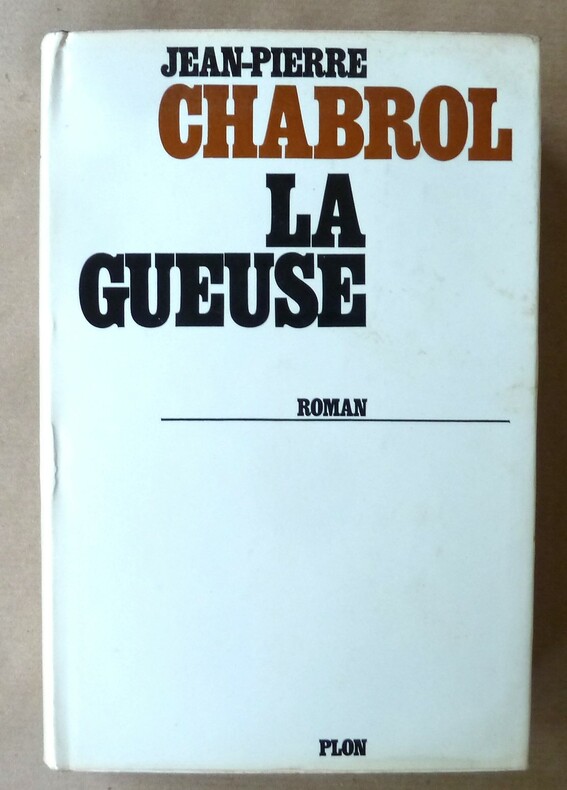 JEAN-PIERRE
CHABROL
LA
GUEUSE
ROMAN
PLON